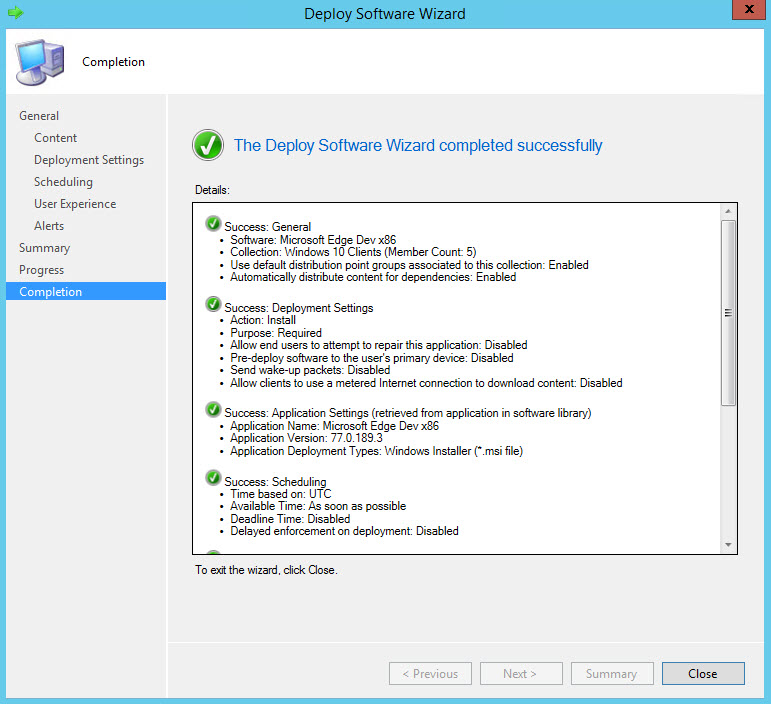 Deploy Software Wizard
x
Completion
General
Content
Deployment Settings
Scheduling
User Experience
Alerts
Summary
Progress
Completion
The Deploy Software Wizard completed successfully
Details:
Success: General
• Software: Microsoft Edge Dev x86
• Collection: Windows 10 Clients (Member Count: 5)
• Use default distribution point groups associated to this collection: Enabled
• Automatically distribute content for dependencies: Enabled
Success: Deployment Settings
• Action: Install
• Purpose: Required
• Allow end users to attempt to repair this application: Disabled
• Pre-deploy software to the user's primary device: Disabled
• Send wake-up packets: Disabled
• Allow clients to use a metered Internet connection to download content: Disabled
Success: Application Settings (retrieved from application in software library)
• Application Name: Microsoft Edge Dev x86
• Application Version: 77.0.189.3
• Application Deployment Types: Windows Installer (*.msi file)
Success: Scheduling
• Time based on: UTC
• Available Time: As soon as possible
• Deadline Time: Disabled
• Delayed enforcement on deployment: Disabled
To exit the wizard, click Close.
< Previous
Next >
Summary
Close